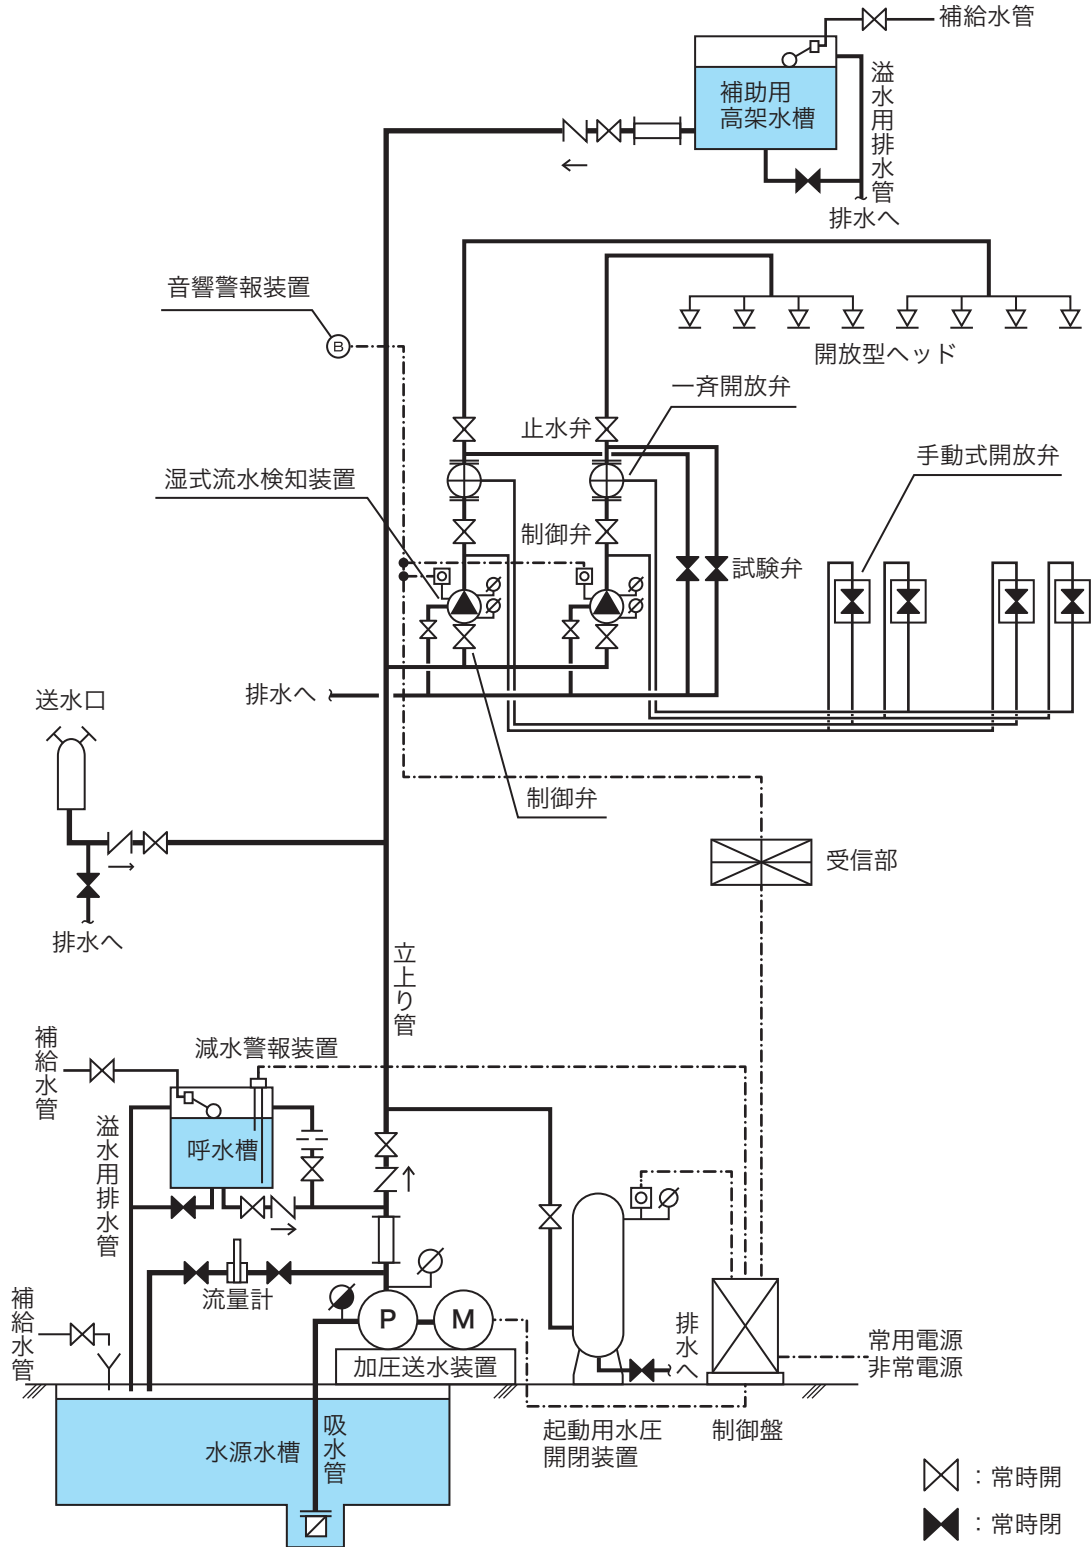 補給水管
補助用
高架水槽
溢水用排水管
排水へ
音響警報装置
B
開放型ヘッド
一斉開放弁
止水弁
手動式開放弁
湿式流水検知装置
制御弁
試験弁
排水へ
送水口
制御弁
受信部
排水へ
立上り管
補給水管
減水警報装置
呼水槽
溢水用排水管
流量計
補給水管
P
M
加圧送水装置
排水へ
常用電源
非常電源
水源水槽
吸水管
起動用水圧
開閉装置
制御盤
：常時開
：常時閉